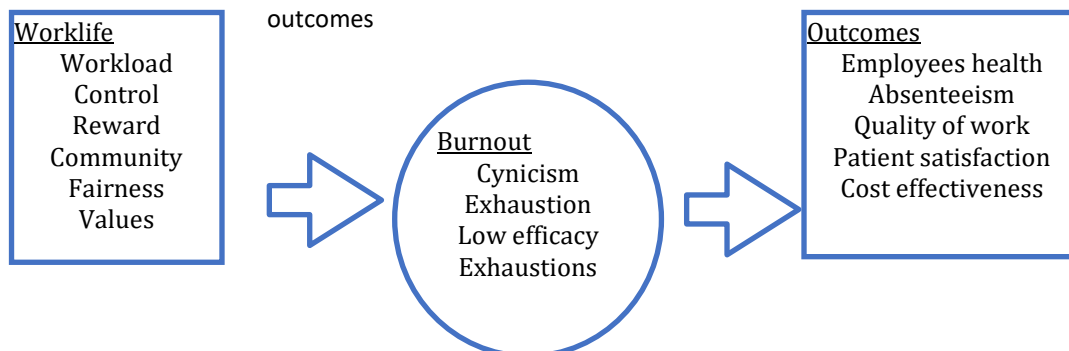 outcomes
Worklife
Workload
Control
Reward
Community
Fairness
Values
Burnout
Cynicism
Exhaustion
Low efficacy
Exhaustions
Outcomes
Employees health
Absenteeism
Quality of work
Patient satisfaction
Cost effectiveness